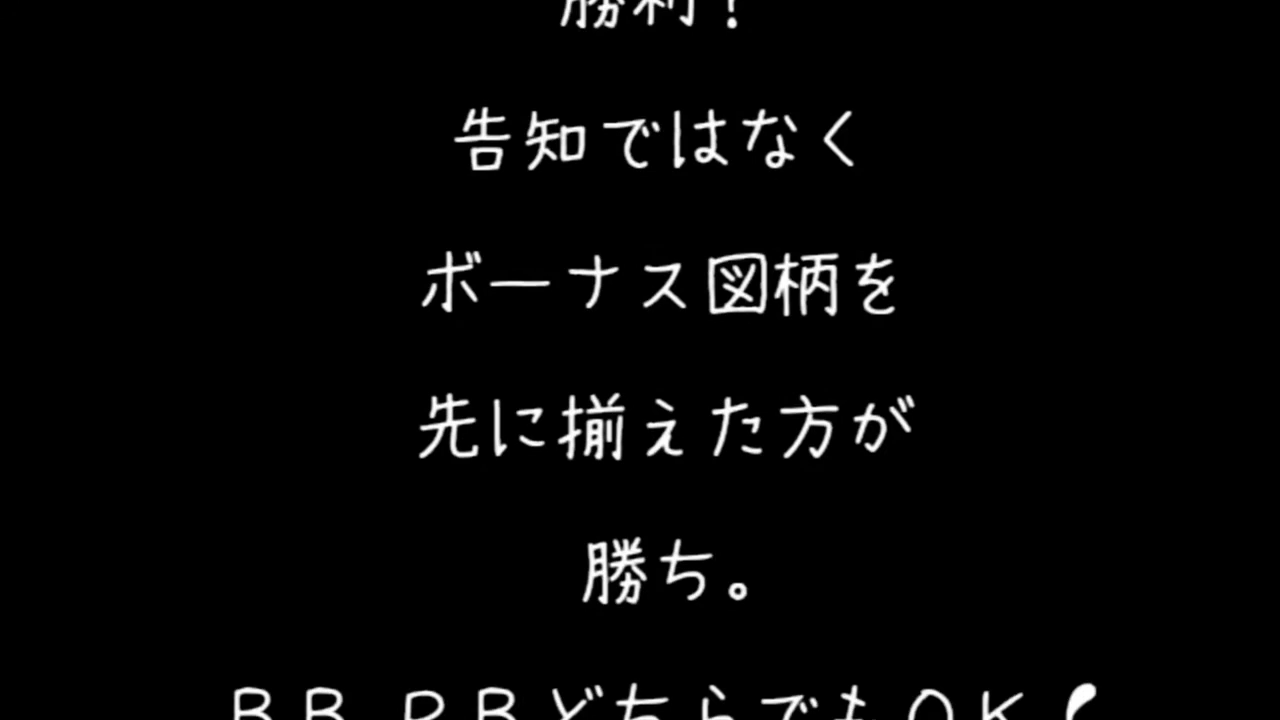 勝利！
告知ではなく
ボーナス図柄を
先に揃えた方が
勝ち。
BB RBどちらでもOK！